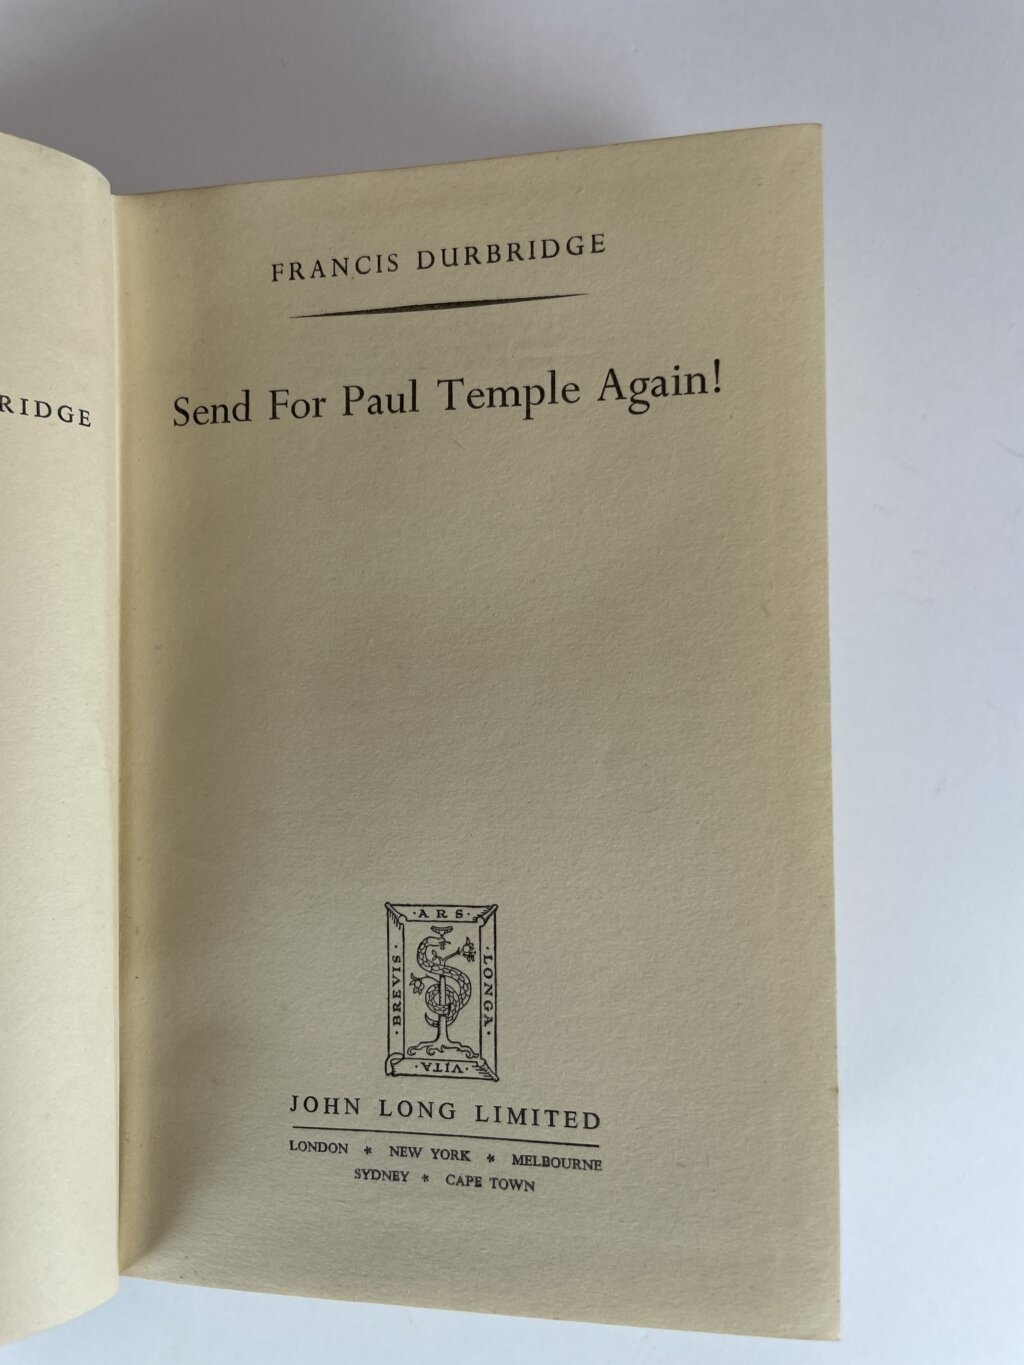 RIDGE
FRANCIS DURBRIDGE
Send For Paul Temple Again!
· ARS ·
· LONGA ·
· VITA ·
· BREVIS ·
JOHN LONG LIMITED
LONDON * NEW YORK * MELBOURNE
SYDNEY * CAPE TOWN